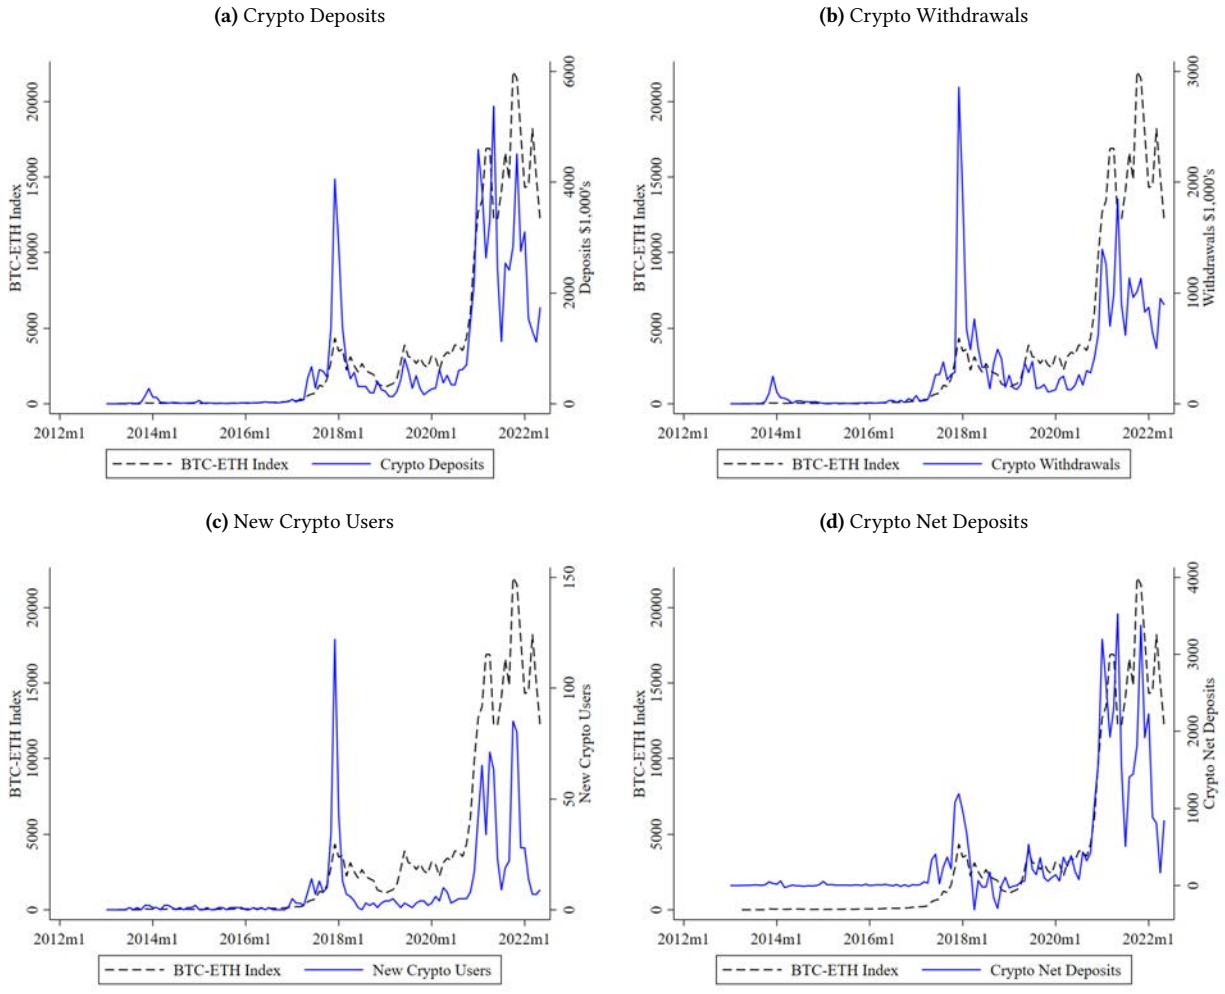 (a) Crypto Deposits
BTC-ETH Index
0 5000 10000 15000 20000
Deposits $1,000's
0 2000 4000 6000
2012m1 2014m1 2016m1 2018m1 2020m1 2022m1
BTC-ETH Index Crypto Deposits
(b) Crypto Withdrawals
BTC-ETH Index
0 5000 10000 15000 20000
Withdrawals $1,000's
0 1000 2000 3000
2012m1 2014m1 2016m1 2018m1 2020m1 2022m1
BTC-ETH Index Crypto Withdrawals
(c) New Crypto Users
BTC-ETH Index
0 5000 10000 15000 20000
New Crypto Users
0 50 100 150
2012m1 2014m1 2016m1 2018m1 2020m1 2022m1
BTC-ETH Index New Crypto Users
(d) Crypto Net Deposits
BTC-ETH Index
0 5000 10000 15000 20000
Crypto Net Deposits
0 1000 2000 3000 4000
2012m1 2014m1 2016m1 2018m1 2020m1 2022m1
BTC-ETH Index Crypto Net Deposits